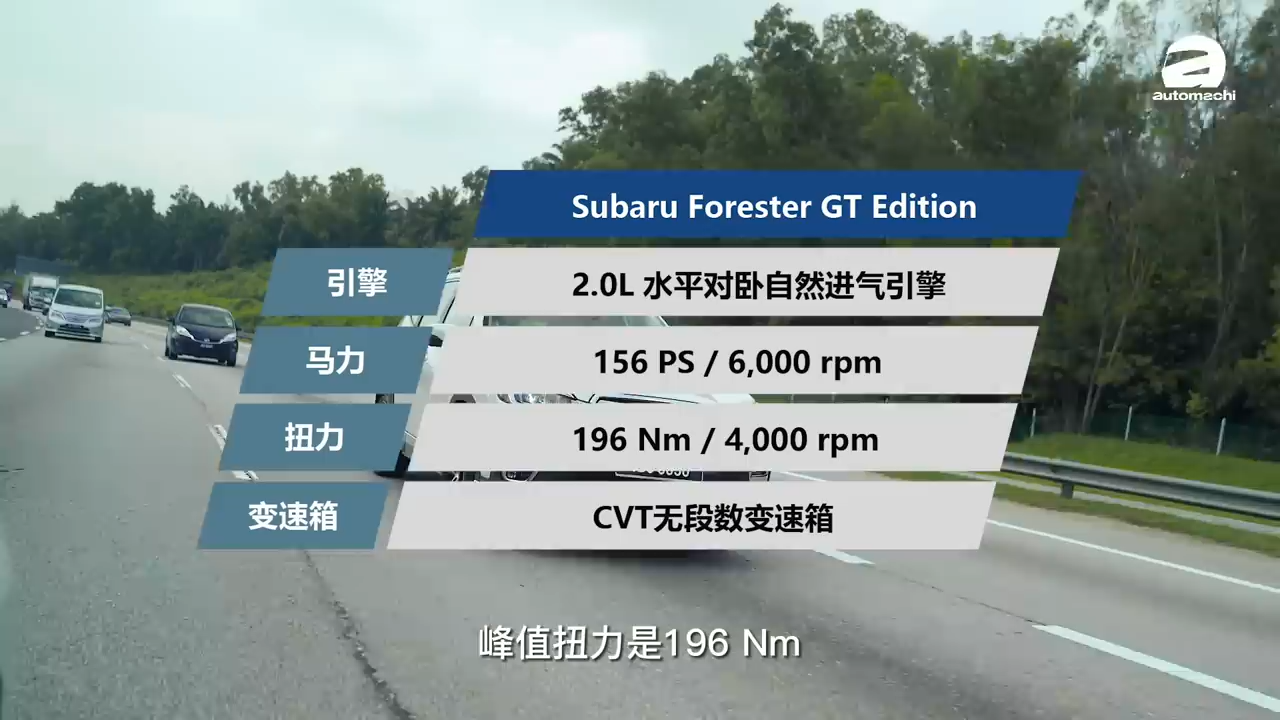 automachi
Subaru Forester GT Edition
引擎
2.0L 水平对卧自然进气引擎
马力
156 PS / 6,000 rpm
扭力
196 Nm / 4,000 rpm
变速箱
CVT无段数变速箱
峰值扭力是196 Nm